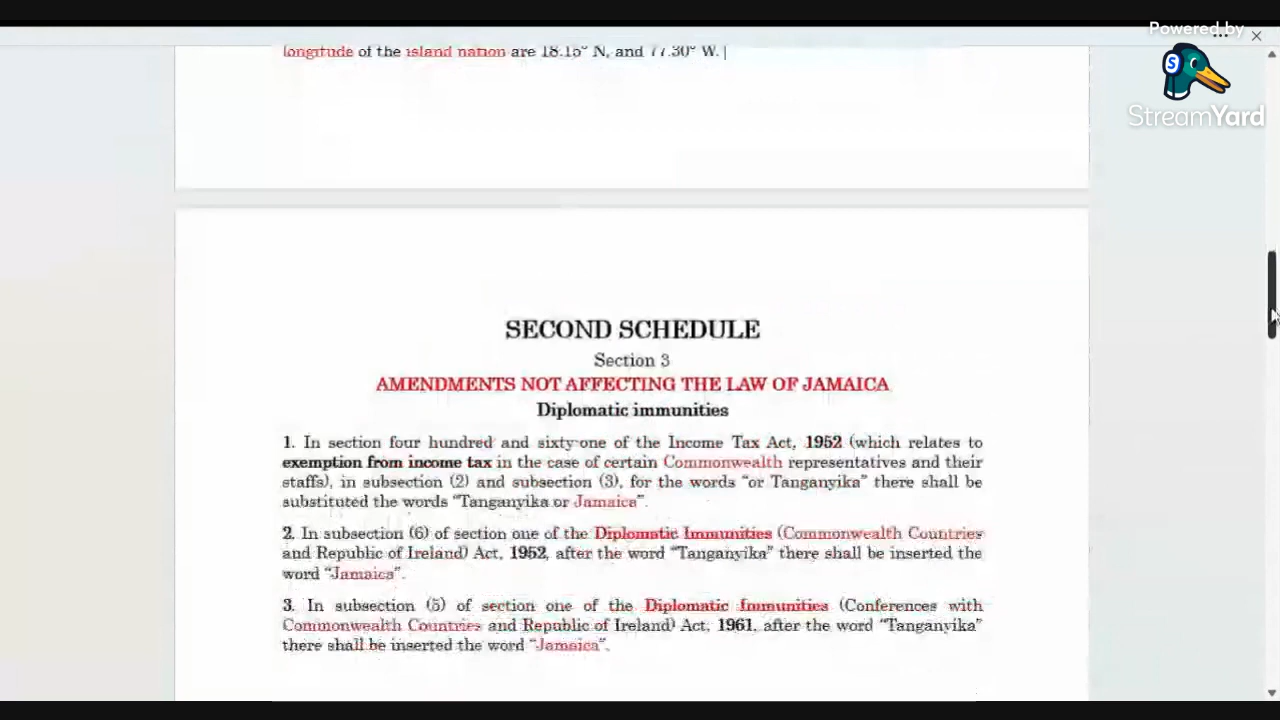 Powered by
StreamYard
longitude of the island nation are 18.15° N, and 77.30° W.
SECOND SCHEDULE
Section 3
AMENDMENTS NOT AFFECTING THE LAW OF JAMAICA
Diplomatic immunities
1. In section four hundred and sixty-one of the Income Tax Act, 1952 (which relates to
exemption from income tax in the case of certain Commonwealth representatives and their
staffs), in subsection (2) and subsection (3), for the words “or Tanganyika” there shall be
substituted the words “Tanganyika or Jamaica”.
2. In subsection (6) of section one of the Diplomatic Immunities (Commonwealth Countries
and Republic of Ireland) Act, 1952, after the word “Tanganyika” there shall be inserted the
word “Jamaica”.
3. In subsection (5) of section one of the Diplomatic Immunities (Conferences with
Commonwealth Countries and Republic of Ireland) Act, 1961, after the word “Tanganyika”
there shall be inserted the word “Jamaica”.